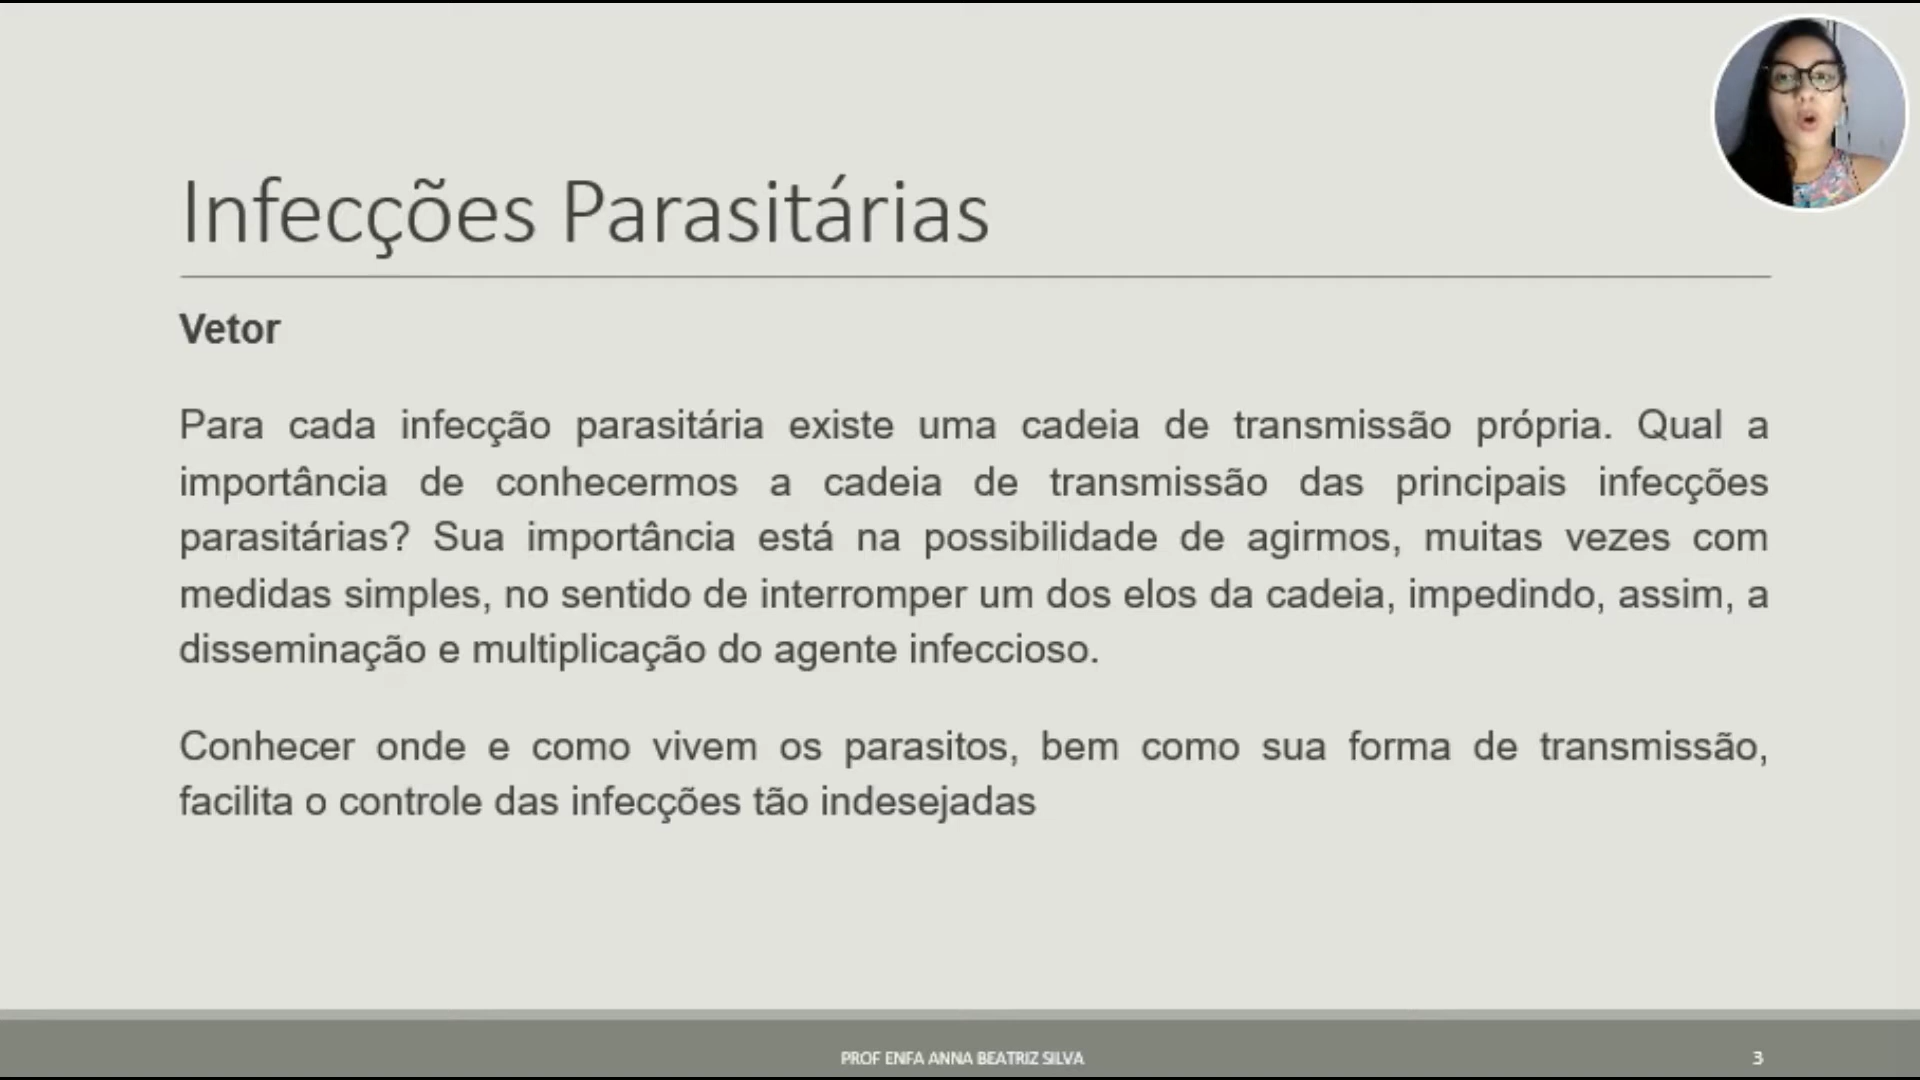 Infecções Parasitárias
Vetor
Para cada infecção parasitária existe uma cadeia de transmissão própria. Qual a
importância de conhecermos a cadeia de transmissão das principais infecções
parasitárias? Sua importância está na possibilidade de agirmos, muitas vezes com
medidas simples, no sentido de interromper um dos elos da cadeia, impedindo, assim, a
disseminação e multiplicação do agente infeccioso.
Conhecer onde e como vivem os parasitos, bem como sua forma de transmissão,
facilita o controle das infecções tão indesejadas
PROF ENFA ANNA BEATRIZ SILVA
3